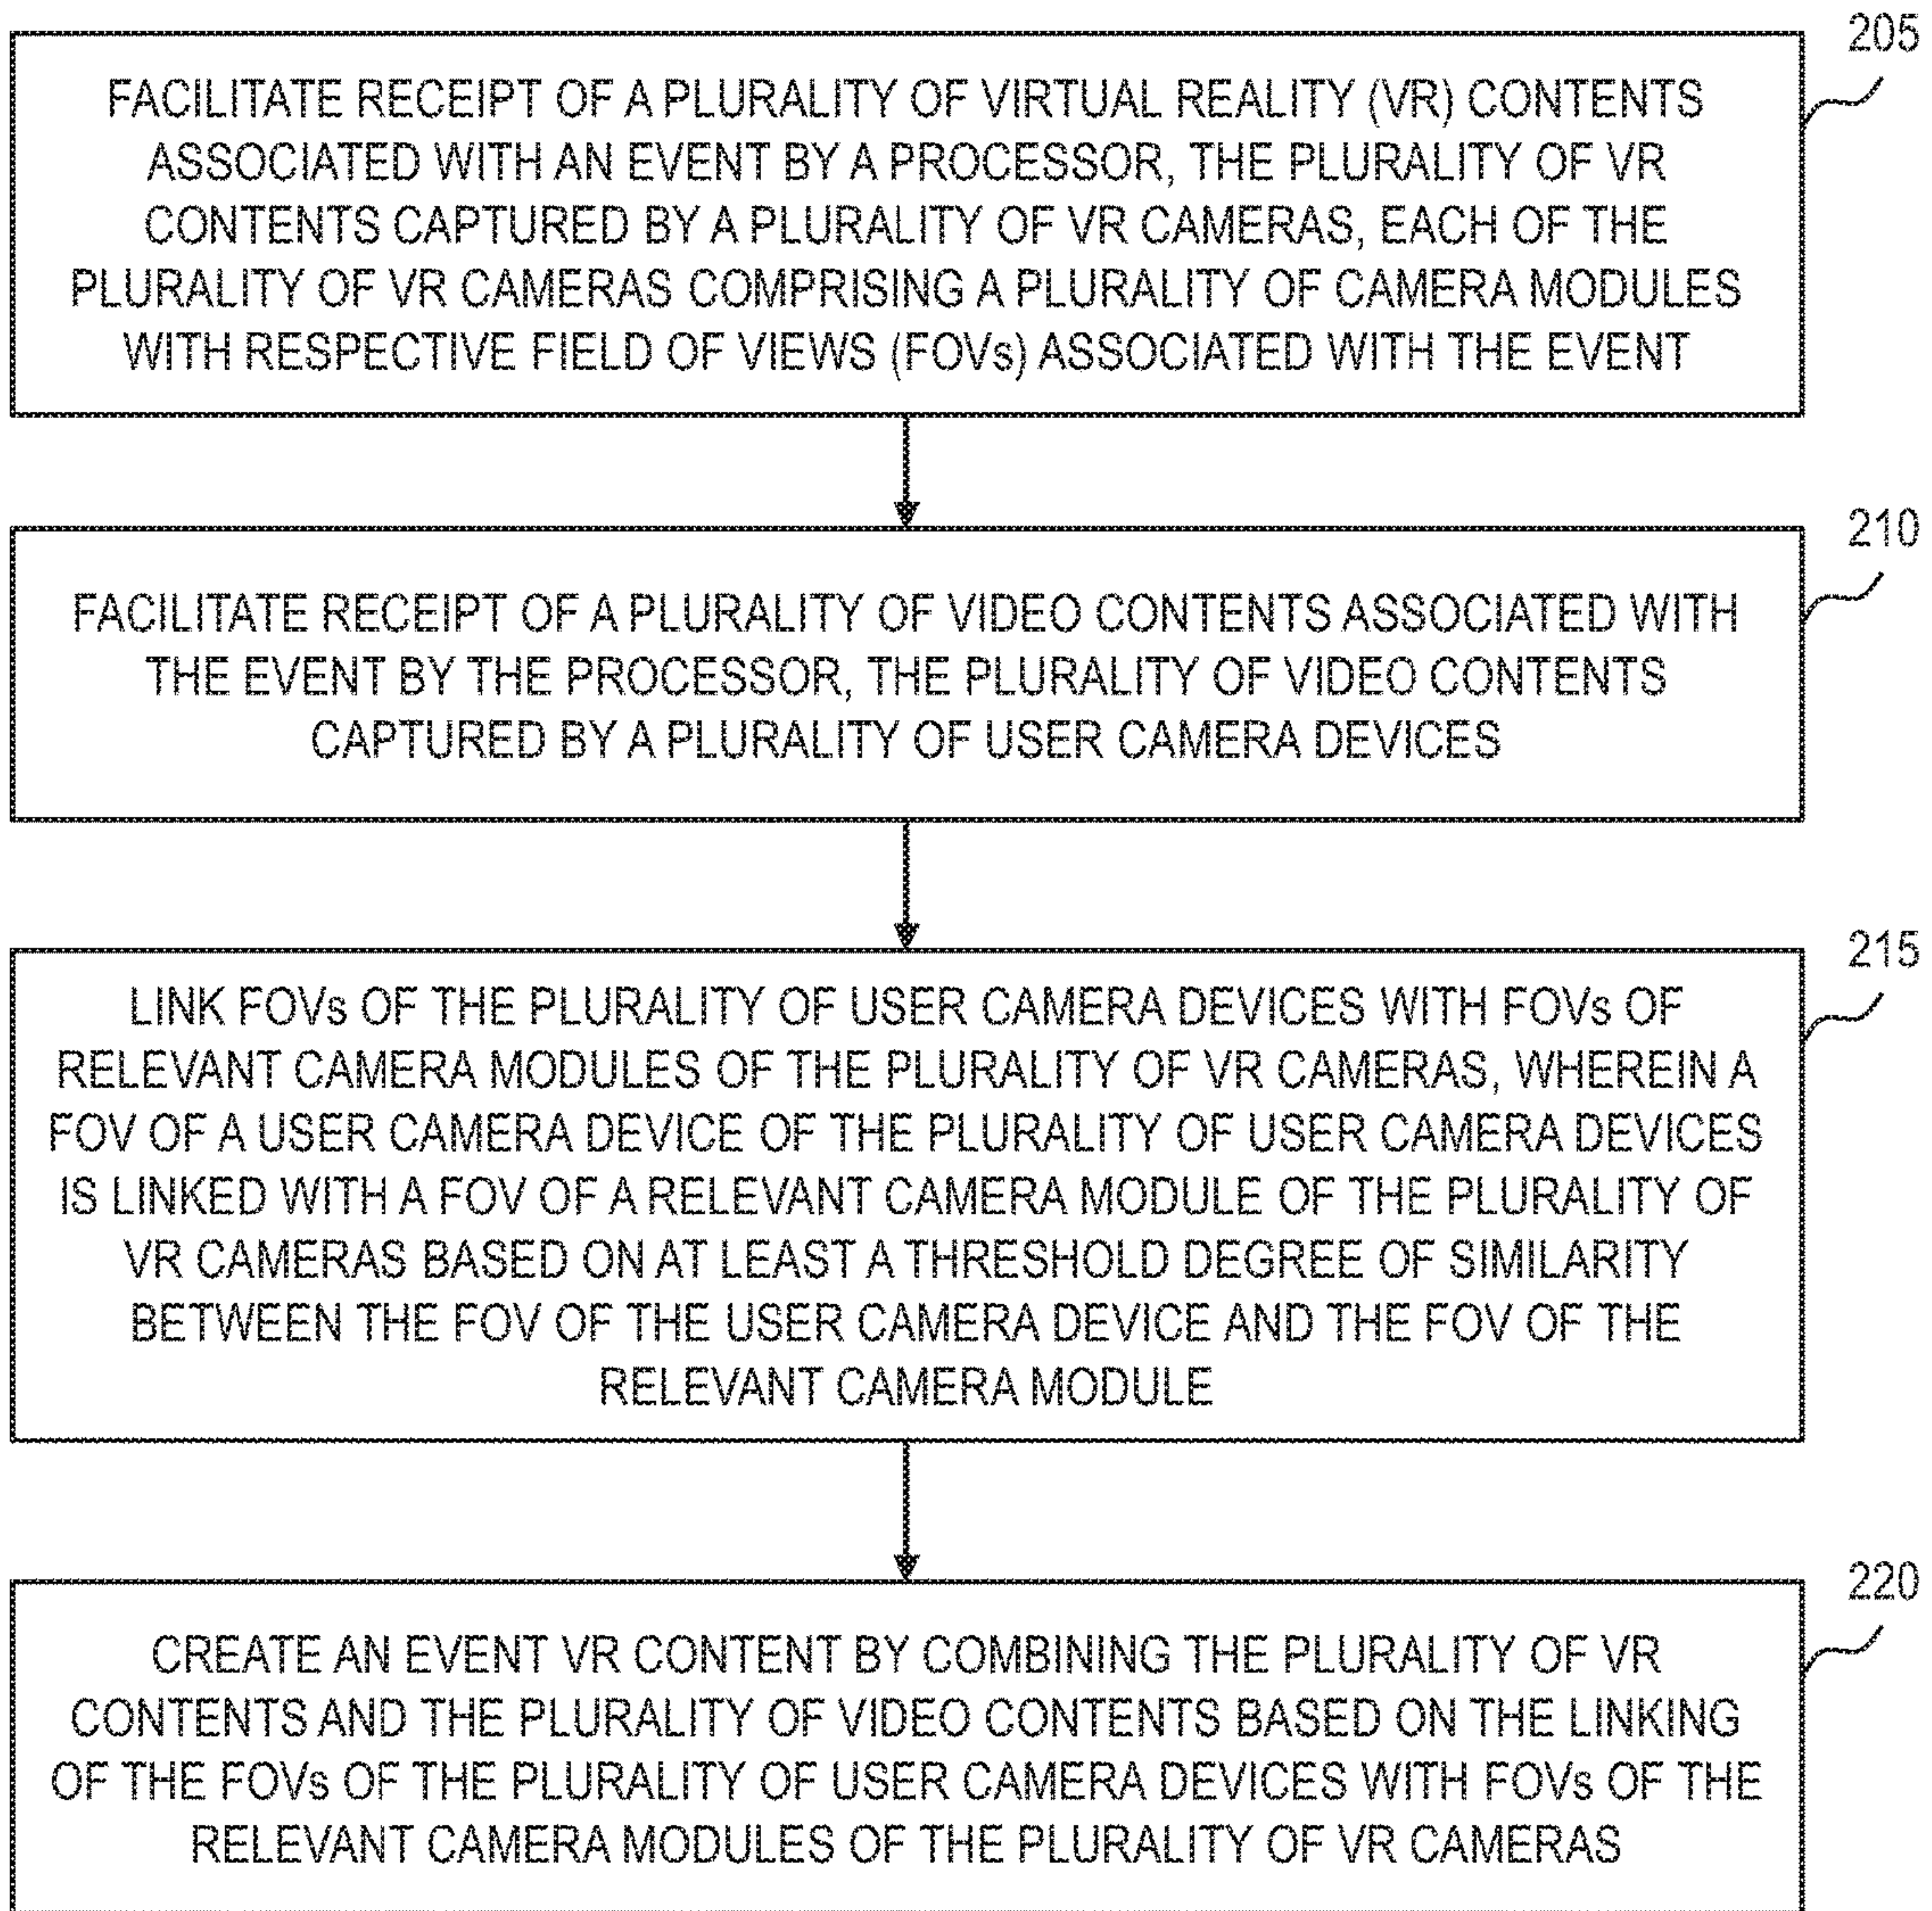 205
FACILITATE RECEIPT OF A PLURALITY OF VIRTUAL REALITY (VR) CONTENTS
ASSOCIATED WITH AN EVENT BY A PROCESSOR, THE PLURALITY OF VR
CONTENTS CAPTURED BY A PLURALITY OF VR CAMERAS, EACH OF THE
PLURALITY OF VR CAMERAS COMPRISING A PLURALITY OF CAMERA MODULES
WITH RESPECTIVE FIELD OF VIEWS (FOVs) ASSOCIATED WITH THE EVENT
210
FACILITATE RECEIPT OF A PLURALITY OF VIDEO CONTENTS ASSOCIATED WITH
THE EVENT BY THE PROCESSOR, THE PLURALITY OF VIDEO CONTENTS
CAPTURED BY A PLURALITY OF USER CAMERA DEVICES
215
LINK FOVs OF THE PLURALITY OF USER CAMERA DEVICES WITH FOVs OF
RELEVANT CAMERA MODULES OF THE PLURALITY OF VR CAMERAS, WHEREIN A
FOV OF A USER CAMERA DEVICE OF THE PLURALITY OF USER CAMERA DEVICES
IS LINKED WITH A FOV OF A RELEVANT CAMERA MODULE OF THE PLURALITY OF
VR CAMERAS BASED ON AT LEAST A THRESHOLD DEGREE OF SIMILARITY
BETWEEN THE FOV OF THE USER CAMERA DEVICE AND THE FOV OF THE
RELEVANT CAMERA MODULE
220
CREATE AN EVENT VR CONTENT BY COMBINING THE PLURALITY OF VR
CONTENTS AND THE PLURALITY OF VIDEO CONTENTS BASED ON THE LINKING
OF THE FOVs OF THE PLURALITY OF USER CAMERA DEVICES WITH FOVs OF THE
RELEVANT CAMERA MODULES OF THE PLURALITY OF VR CAMERAS